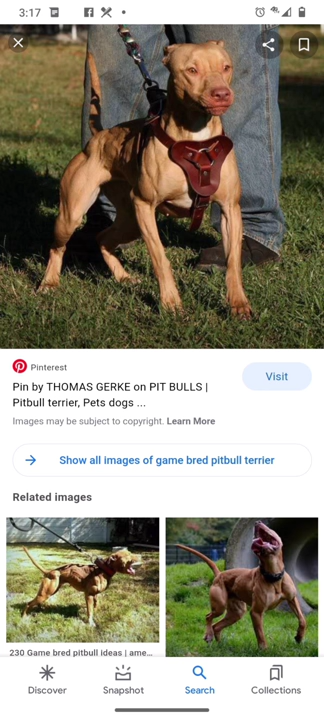 3:17
4G
Pinterest
Pin by THOMAS GERKE on PIT BULLS |
Pitbull terrier, Pets dogs ...
Visit
Images may be subject to copyright. Learn More
Show all images of game bred pitbull terrier
Related images
230 Game bred pitbull ideas | ame...
Discover
Snapshot
Search
Collections